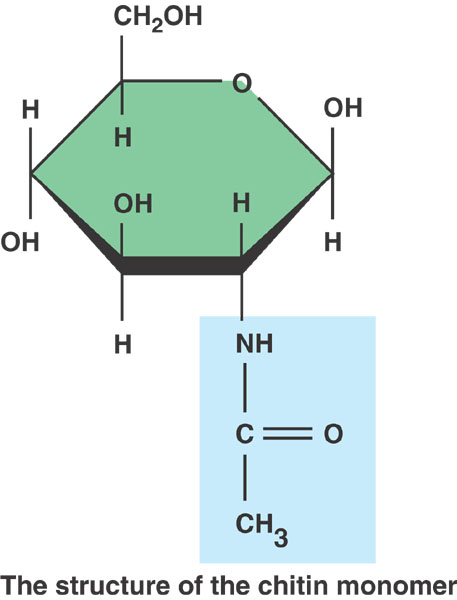 CH₂OH
O
H
OH
H
OH
H
OH
H
H
NH
C
O
CH₃
The structure of the chitin monomer